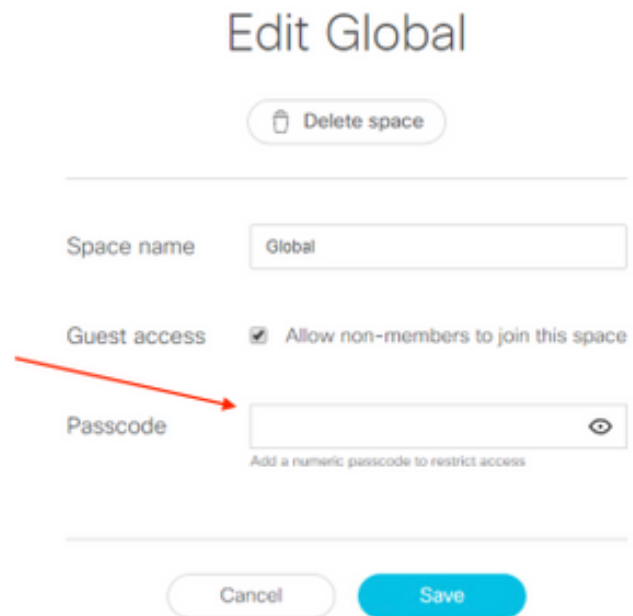 Edit Global
Delete space
Space name
Global
Guest access
Allow non-members to join this space
Passcode
Add a numeric passcode to restrict access
Cancel
Save